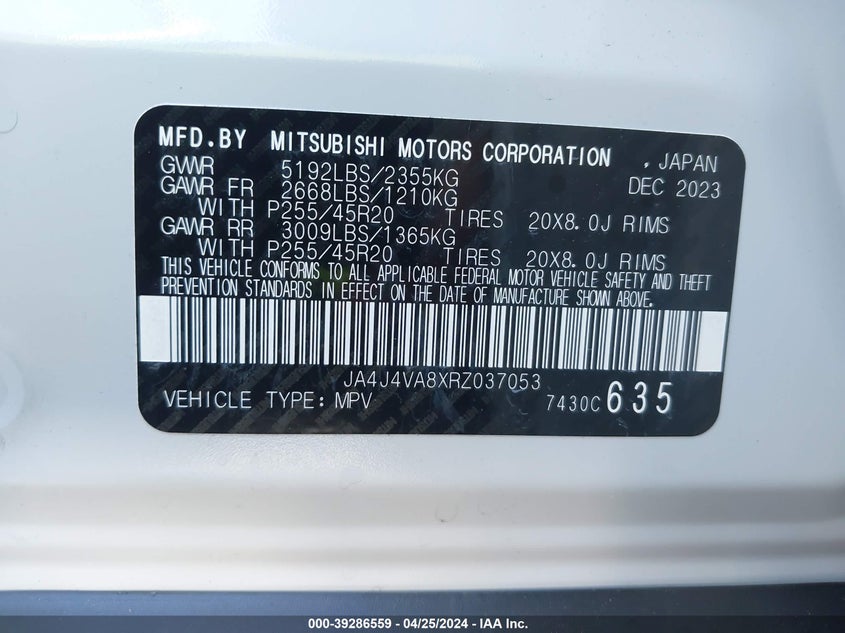 MFD.BY MITSUBISHI MOTORS CORPORATION . JAPAN
GWWR 5192LBS/2355KG DEC 2023
GAWR FR 2668LBS/1210KG
WITH P255/45R20 TIRES 20X8.0J RIMS
GAWR RR 3009LBS/1365KG
WITH P255/45R20 TIRES 20X8.0J RIMS
THIS VEHICLE CONFORMS TO ALL APPLICABLE FEDERAL MOTOR VEHICLE SAFETY AND THEFT
PREVENTION STANDARDS IN EFFECT ON THE DATE OF MANUFACTURE SHOWN ABOVE.
JA4J4VA8XRZ037053
VEHICLE TYPE: MPV 7430C 635
000-39286559 - 04/25/2024 - IAA Inc.